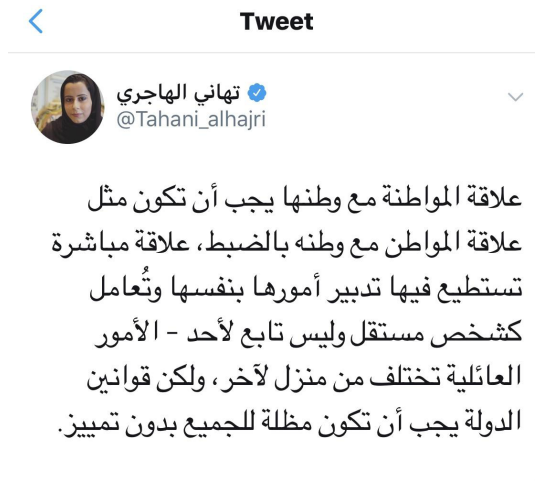 Tweet
تهاني الهاجري
@Tahani_alhajri
علاقة المواطنة مع وطنها يجب أن تكون مثل
علاقة المواطن مع وطنه بالضبط، علاقة مباشرة
تستطيع فيها تدبير أمورها بنفسها وتُعامل
كشخص مستقل وليس تابع لأحد - الأمور
العائلية تختلف من منزل لآخر، ولكن قوانين
الدولة يجب أن تكون مظلة للجميع بدون تمييز.